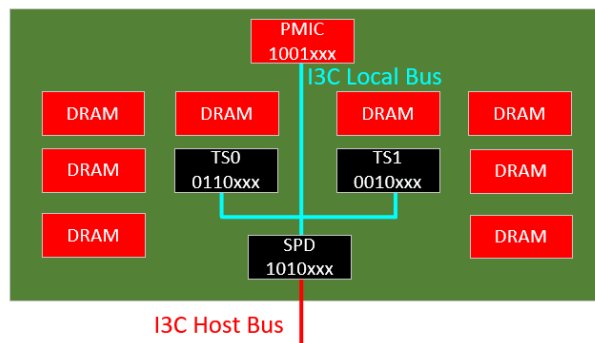 PMIC
1001xxx
I3C Local Bus
DRAM
DRAM
DRAM
DRAM
DRAM
TS0
0110xxx
TS1
0010xxx
DRAM
DRAM
SPD
1010xxx
DRAM
I3C Host Bus